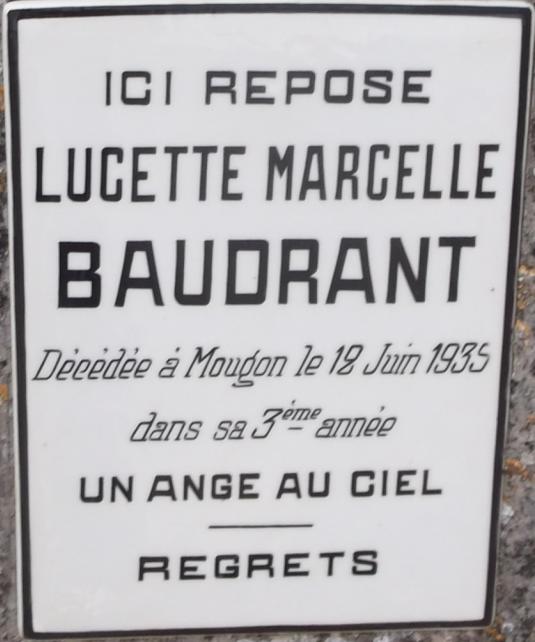 ICI REPOSE
LUCETTE MARCELLE
BAUDRANT
Décédée à Mougon le 12 Juin 1935
dans sa 3ème année
UN ANGE AU CIEL
REGRETS